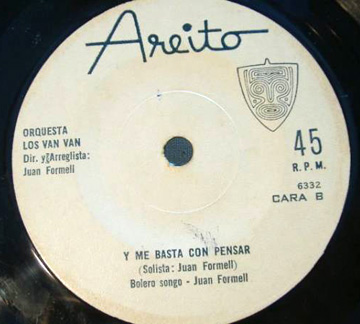 Areito
ORQUESTA
LOS VAN VAN
Dir. y Arreglista:
Juan Formell
45
R. P. M.
6332
CARA B
Y ME BASTA CON PENSAR
(Solista: Juan Formell)
Bolero songo - Juan Formell